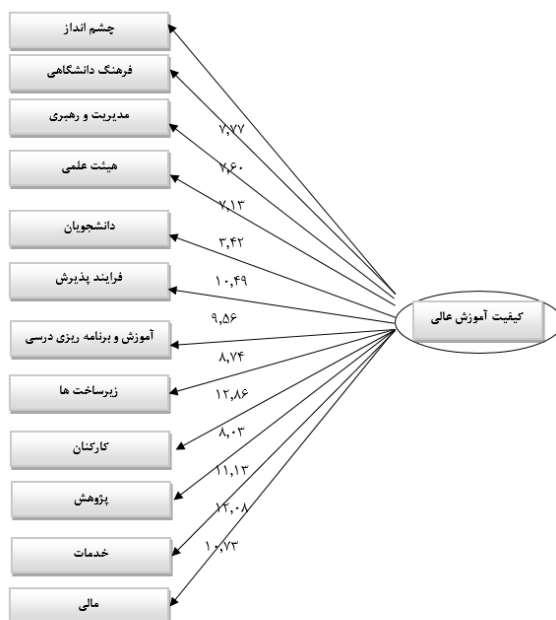 چشم انداز
فرهنگ دانشگاهی
مدیریت و رهبری
هیئت علمی
دانشجویان
فرایند پذیرش
آموزش و برنامه ریزی درسی
زیرساخت ها
کارکنان
پژوهش
خدمات
مالی
۷,۷۷
۷,۶۰
۷,۱۳
۳,۴۲
۱۰,۴۹
۹,۵۶
۸,۷۴
۱۲,۸۶
۸,۰۳
۱۱,۱۳
۱۲,۰۸
۱۰,۷۳
کیفیت آموزش عالی